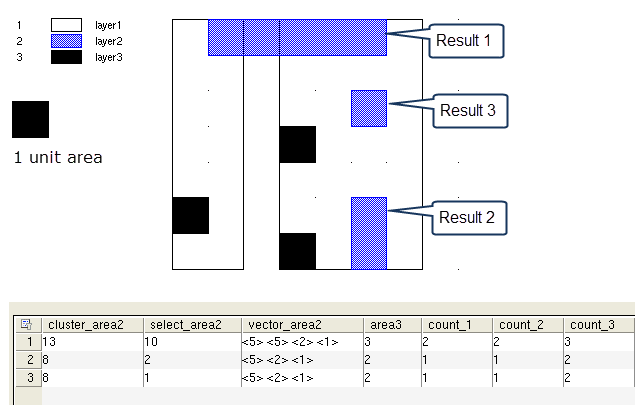 1 layer1
2 layer2
3 layer3
1 unit area
Result 1
Result 3
Result 2
cluster_area2 select_area2 vector_area2 area3 count_1 count_2 count_3
1 13 10 <5> <5> <2> <1> 3 2 2 3
2 8 2 <5> <2> <1> 2 1 1 2
3 8 1 <5> <2> <1> 2 1 1 2